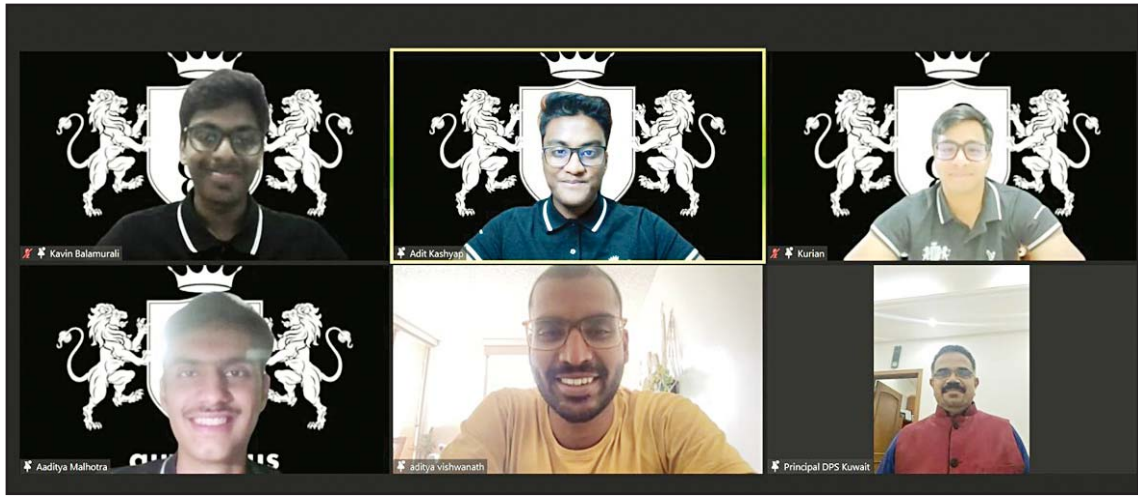 Kavin Balamurali
Adit Kashyap
Kurian
Aaditya Malhotra
aditya vishwanath
Principal DPS Kuwait